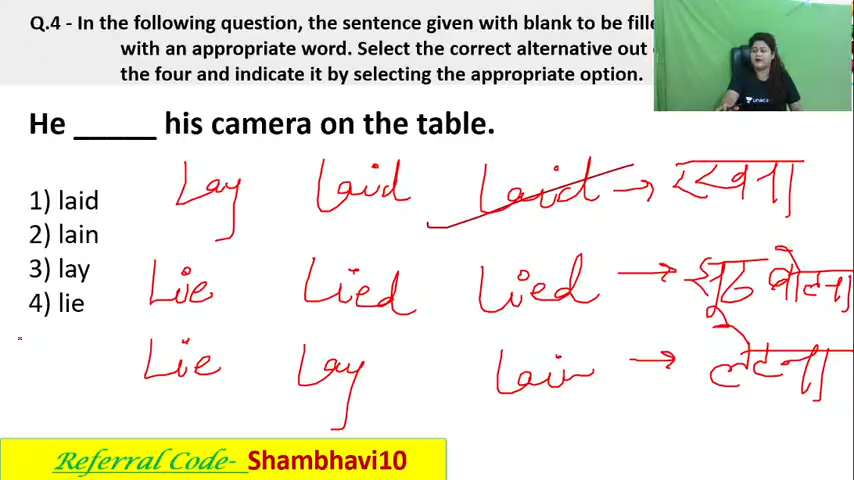 Q.4 - In the following question, the sentence given with blank to be fille
with an appropriate word. Select the correct alternative out
the four and indicate it by selecting the appropriate option.
He _____ his camera on the table.
Lay Laid Laid → रखना
1) laid
2) lain
3) lay
4) lie
Lie Lied Lied → झूठ बोलना
Lie Lay Lain → लेटना
Referral Code- Shambhavi10